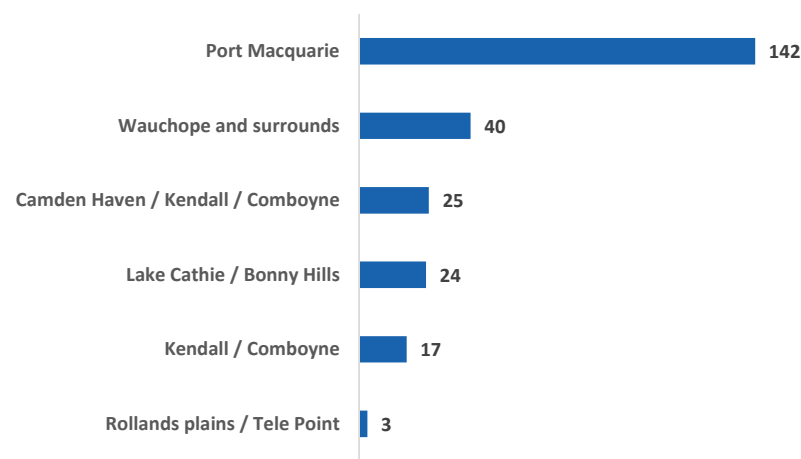 Port Macquarie 142
Wauchope and surrounds 40
Camden Haven / Kendall / Comboyne 25
Lake Cathie / Bonny Hills 24
Kendall / Comboyne 17
Rollands plains / Tele Point 3